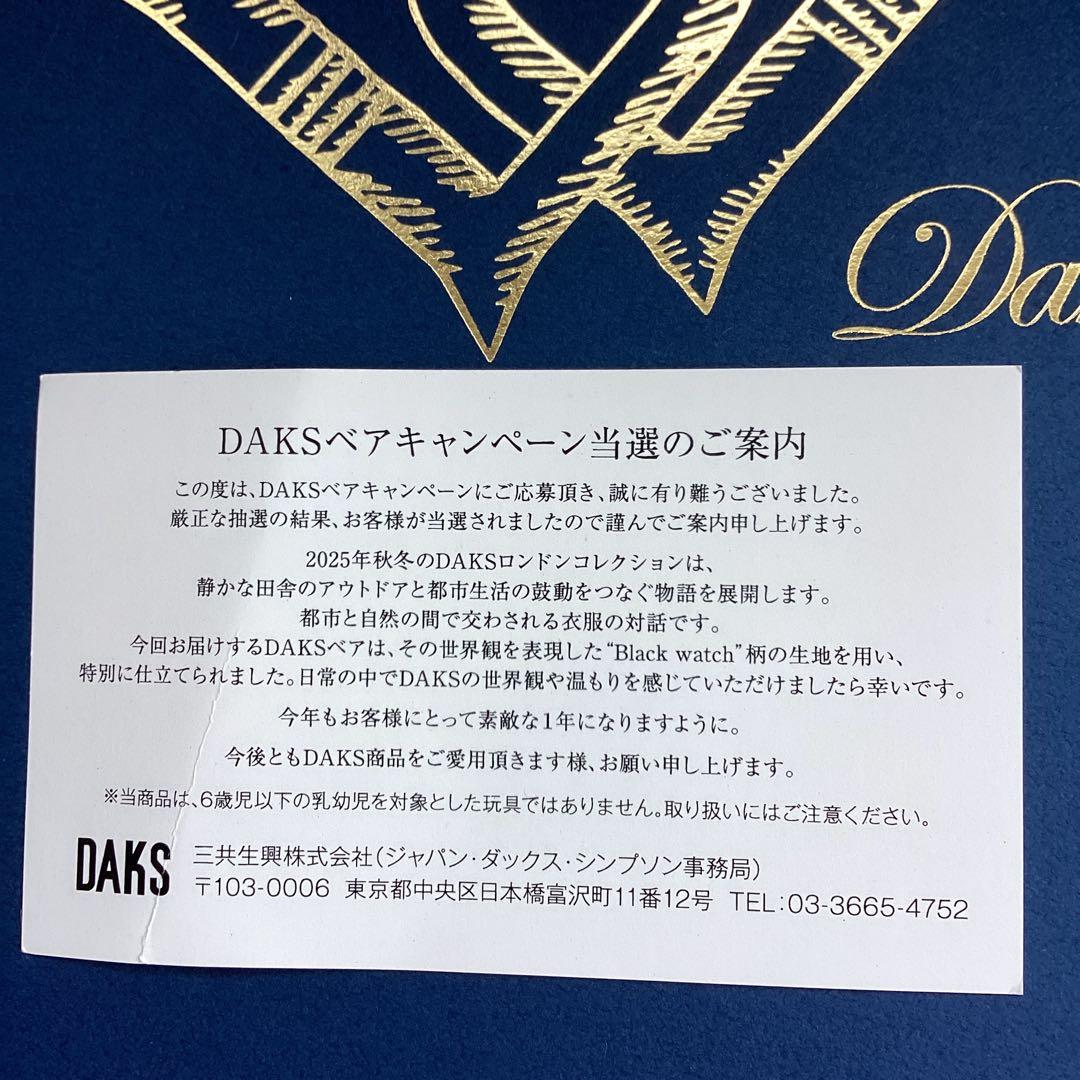 DAKSベアキャンペーン当選のご案内
この度は、DAKSベアキャンペーンにご応募頂き、誠に有り難うございました。
厳正な抽選の結果、お客様が当選されましたので謹んでご案内申し上げます。
2025年秋冬のDAKSロンドンコレクションは、
静かな田舎のアウトドアと都市生活の鼓動をつなぐ物語を展開します。
都市と自然の間で交わされる衣服の対話です。
今回お届けするDAKSベアは、その世界観を表現した“Black watch”柄の生地を用い、
特別に仕立てられました。日常の中でDAKSの世界観や温もりを感じていただけましたら幸いです。
今年もお客様にとって素敵な1年になりますように。
今後ともDAKS商品をご愛用頂きます様、お願い申し上げます。
※当商品は、6歳児以下の乳幼児を対象とした玩具ではありません。取り扱いにはご注意ください。
DAKS 三共生興株式会社(ジャパン・ダックス・シンプソン事務局)
〒103-0006 東京都中央区日本橋富沢町11番12号 TEL:03-3665-4752